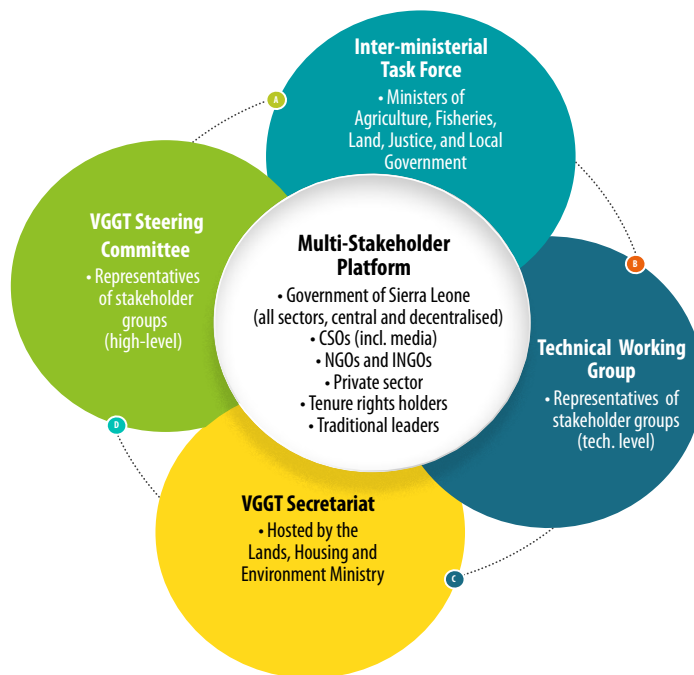 Inter-ministerial
Task Force
• Ministers of
Agriculture, Fisheries,
Land, Justice, and Local
Government
A
VGGT Steering
Committee
• Representatives
of stakeholder
groups
(high-level)
Multi-Stakeholder
Platform
• Government of Sierra Leone
(all sectors, central and decentralised)
• CSOs (incl. media)
• NGOs and INGOs
• Private sector
• Tenure rights holders
• Traditional leaders
B
Technical Working
Group
• Representatives of
stakeholder groups
(tech. level)
D
VGGT Secretariat
• Hosted by the
Lands, Housing and
Environment Ministry
C